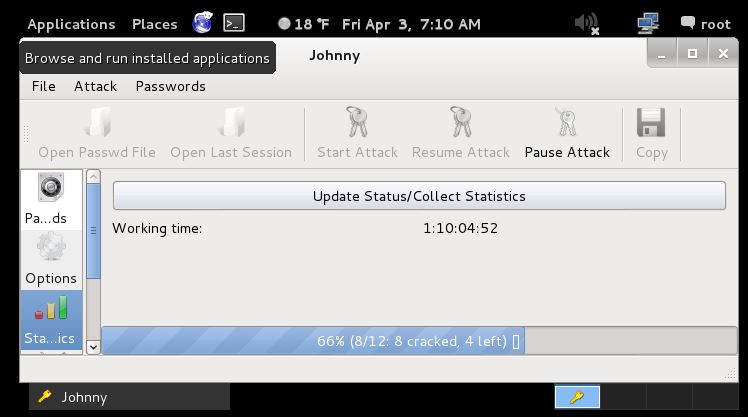 Applications Places 18 °F Fri Apr 3, 7:10 AM root
Browse and run installed applications
Johnny
File Attack Passwords
Open Passwd File Open Last Session Start Attack Resume Attack Pause Attack Copy
Pa...ds
Update Status/Collect Statistics
Working time: 1:10:04:52
Options
Sta...ics
66% (8/12: 8 cracked, 4 left) []
Johnny